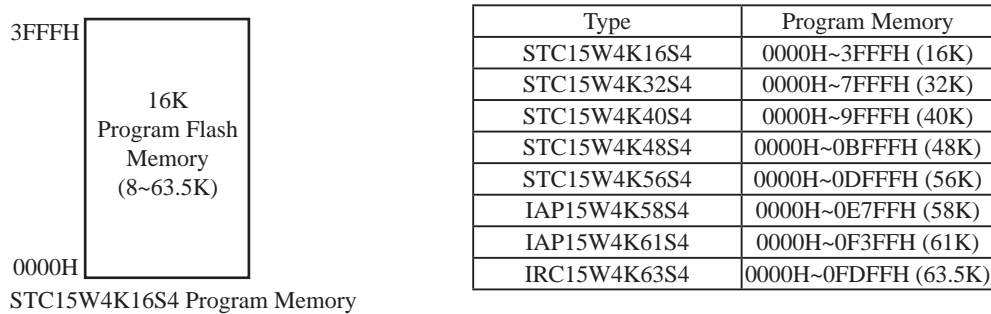 3FFFH
16K
Program Flash
Memory
(8~63.5K)
0000H
STC15W4K16S4 Program Memory
Type Program Memory
STC15W4K16S4 0000H~3FFFH (16K)
STC15W4K32S4 0000H~7FFFH (32K)
STC15W4K40S4 0000H~9FFFH (40K)
STC15W4K48S4 0000H~0BFFFH (48K)
STC15W4K56S4 0000H~0DFFFH (56K)
IAP15W4K58S4 0000H~0E7FFH (58K)
IAP15W4K61S4 0000H~0F3FFH (61K)
IRC15W4K63S4 0000H~0FDFFH (63.5K)